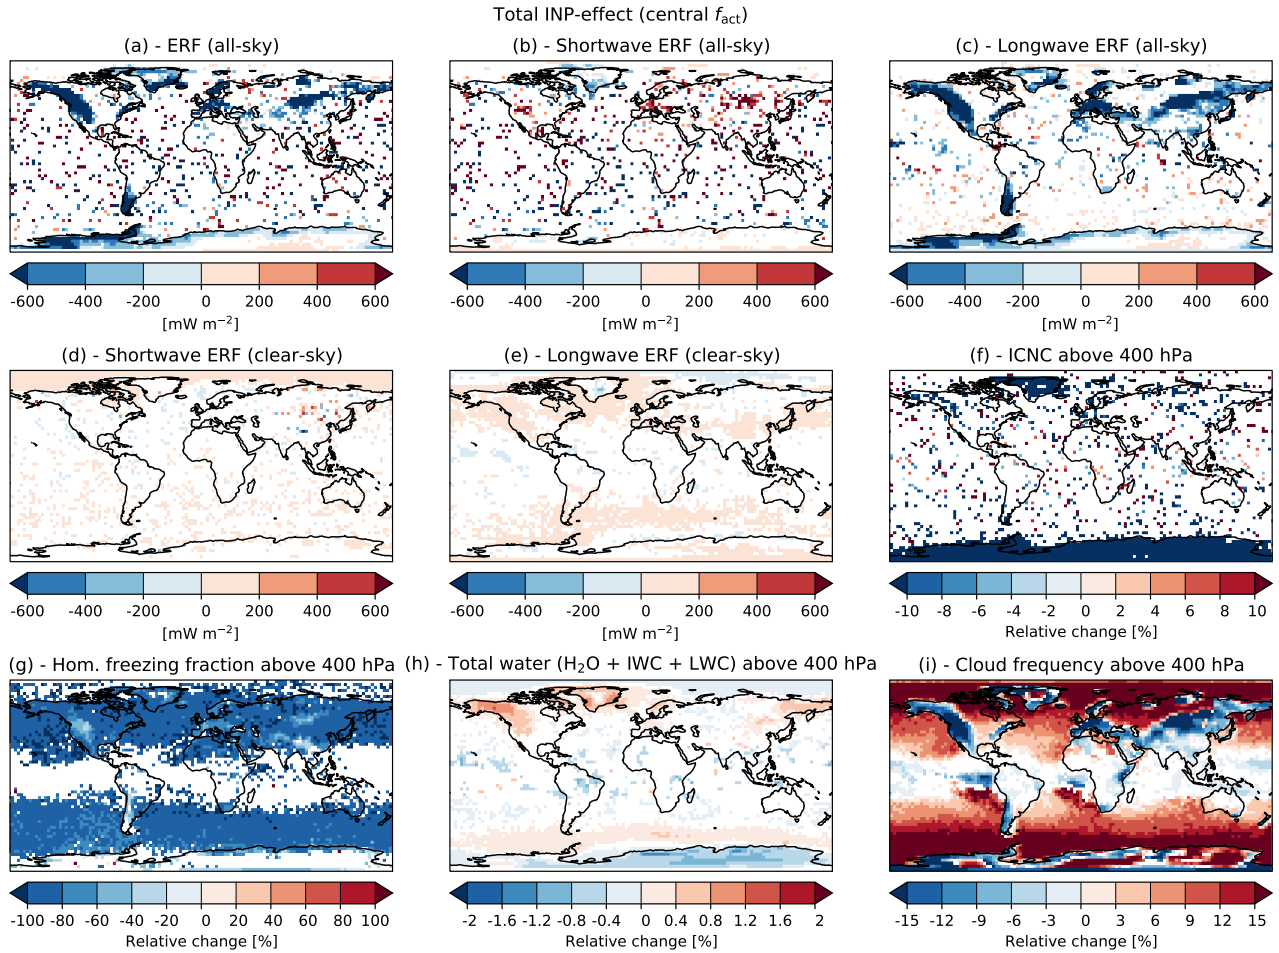 Total INP-effect (central f_act)
(a) - ERF (all-sky)
(b) - Shortwave ERF (all-sky)
(c) - Longwave ERF (all-sky)
-600 -400 -200 0 200 400 600
-600 -400 -200 0 200 400 600
-600 -400 -200 0 200 400 600
[mW m⁻²]
[mW m⁻²]
[mW m⁻²]
(d) - Shortwave ERF (clear-sky)
(e) - Longwave ERF (clear-sky)
(f) - ICNC above 400 hPa
-600 -400 -200 0 200 400 600
-600 -400 -200 0 200 400 600
-10 -8 -6 -4 -2 0 2 4 6 8 10
[mW m⁻²]
[mW m⁻²]
Relative change [%]
(g) - Hom. freezing fraction above 400 hPa
(h) - Total water (H₂O + IWC + LWC) above 400 hPa
(i) - Cloud frequency above 400 hPa
-100 -80 -60 -40 -20 0 20 40 60 80 100
-2 -1.6 -1.2 -0.8 -0.4 0 0.4 0.8 1.2 1.6 2
-15 -12 -9 -6 -3 0 3 6 9 12 15
Relative change [%]
Relative change [%]
Relative change [%]